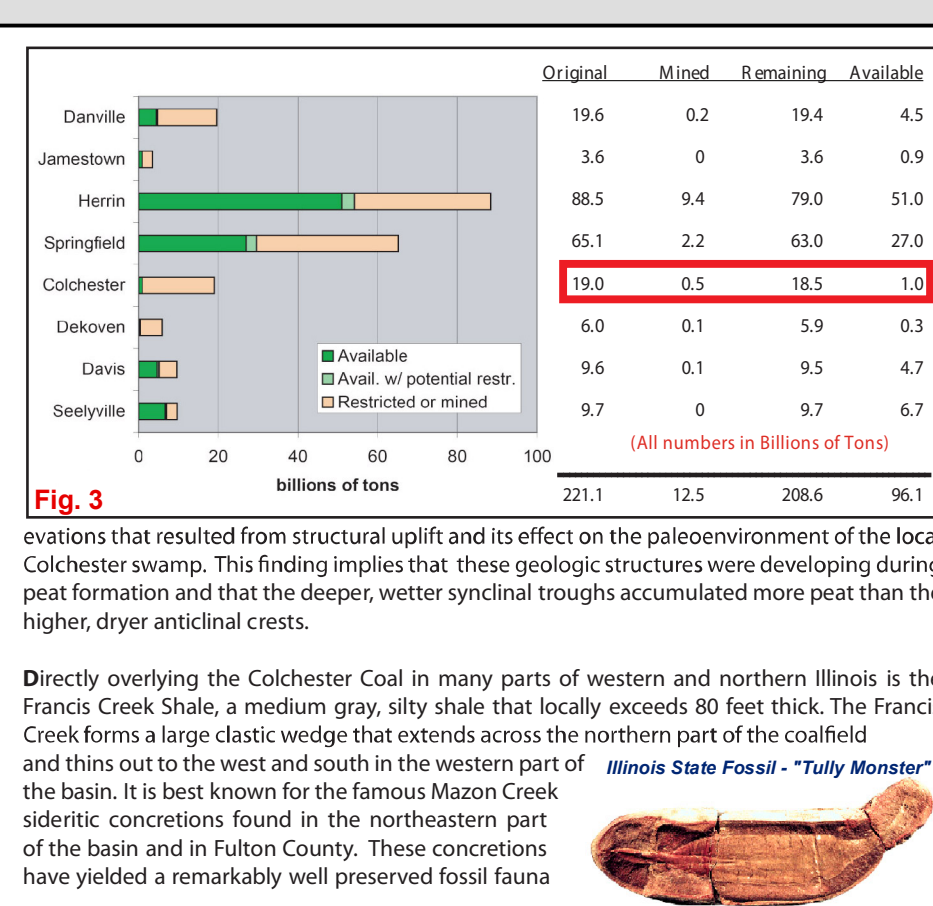 Original Mined Remaining Available
Danville 19.6 0.2 19.4 4.5
Jamestown 3.6 0 3.6 0.9
Herrin 88.5 9.4 79.0 51.0
Springfield 65.1 2.2 63.0 27.0
Colchester 19.0 0.5 18.5 1.0
Dekoven 6.0 0.1 5.9 0.3
Davis 9.6 0.1 9.5 4.7
Seelyville 9.7 0 9.7 6.7
Available
Avail. w/ potential restr.
Restricted or mined
(All numbers in Billions of Tons)
0 20 40 60 80 100
billions of tons
Fig. 3
221.1 12.5 208.6 96.1
evations that resulted from structural uplift and its effect on the paleoenvironment of the loca
Colchester swamp. This finding implies that these geologic structures were developing during
peat formation and that the deeper, wetter synclinal troughs accumulated more peat than the
higher, dryer anticlinal crests.
Directly overlying the Colchester Coal in many parts of western and northern Illinois is the
Francis Creek Shale, a medium gray, silty shale that locally exceeds 80 feet thick. The Franci
Creek forms a large clastic wedge that extends across the northern part of the coalfield
and thins out to the west and south in the western part of
the basin. It is best known for the famous Mazon Creek
sideritic concretions found in the northeastern part
of the basin and in Fulton County. These concretions
have yielded a remarkably well preserved fossil fauna
Illinois State Fossil - "Tully Monster"